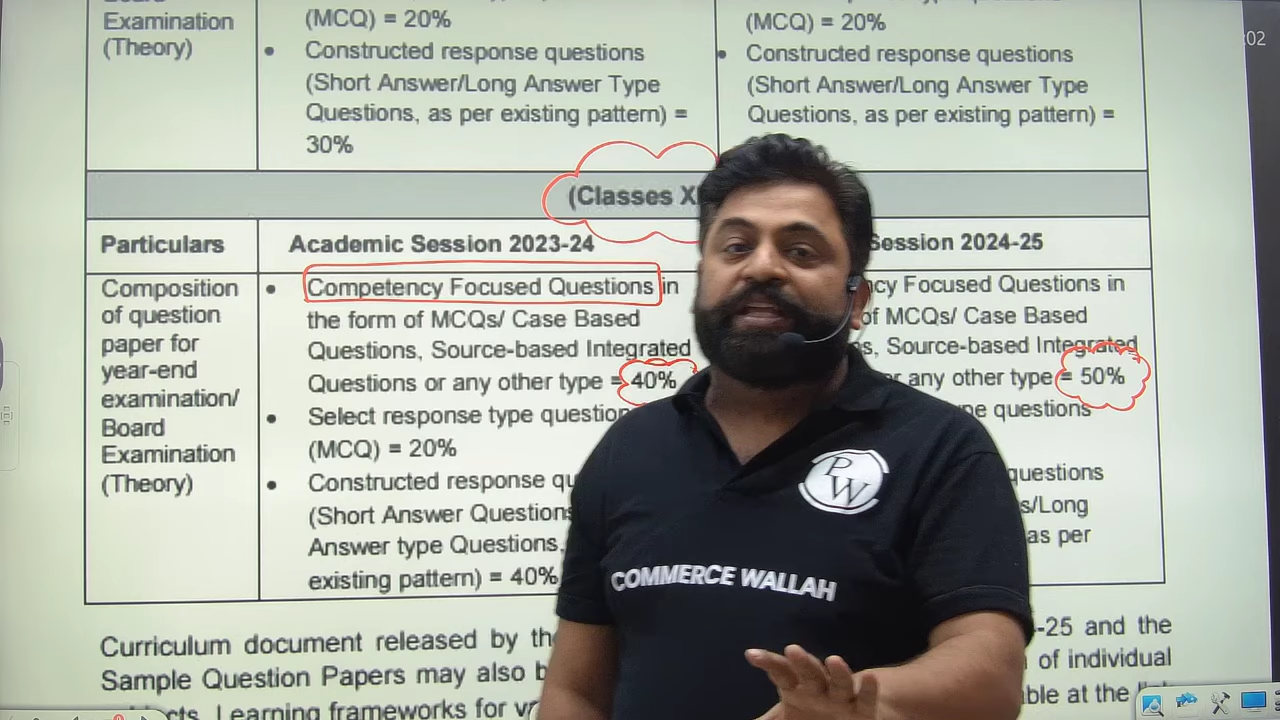 Examination
(Theory)
(MCQ) = 20%
• Constructed response questions
(Short Answer/Long Answer Type
Questions, as per existing pattern) =
30%
(MCQ) = 20%
• Constructed response questions
(Short Answer/Long Answer Type
Questions, as per existing pattern) =
:02
(Classes XI
Particulars
Academic Session 2023-24
Session 2024-25
Composition
of question
paper for
year-end
examination/
Board
Examination
(Theory)
• Competency Focused Questions in
the form of MCQs/ Case Based
Questions, Source-based Integrated
Questions or any other type = 40%
• Select response type question
(MCQ) = 20%
• Constructed response qu
(Short Answer Questions
Answer type Questions,
existing pattern) = 40%
ncy Focused Questions in
of MCQs/ Case Based
s, Source-based Integrated
or any other type = 50%
pe questions
questions
s/Long
as per
PW
COMMERCE WALLAH
Curriculum document released by the
-25 and the
Sample Question Papers may also b
of individual
Learning frameworks for va
able at the